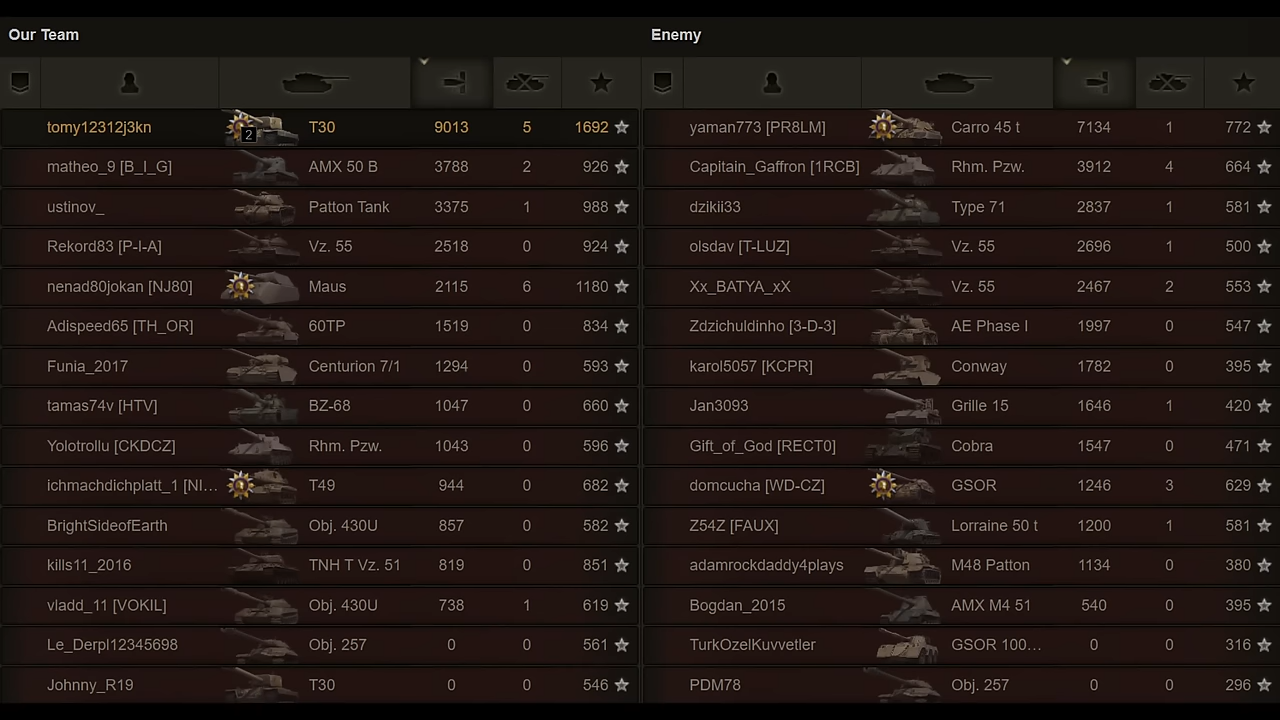 Our Team
Enemy
tomy12312j3kn 2 T30 9013 5 1692
yaman773 [PR8LM] Carro 45 t 7134 1 772
matheo_9 [B_I_G] AMX 50 B 3788 2 926
Capitain_Gaffron [1RCB] Rhm. Pzw. 3912 4 664
ustinov_ Patton Tank 3375 1 988
dzikii33 Type 71 2837 1 581
Rekord83 [P-I-A] Vz. 55 2518 0 924
olsdav [T-LUZ] Vz. 55 2696 1 500
nenad80jokan [NJ80] Maus 2115 6 1180
Xx_BATYA_xX Vz. 55 2467 2 553
Adispeed65 [TH_OR] 60TP 1519 0 834
Zdzichuldinho [3-D-3] AE Phase I 1997 0 547
Funia_2017 Centurion 7/1 1294 0 593
karol5057 [KCPR] Conway 1782 0 395
tamas74v [HTV] BZ-68 1047 0 660
Jan3093 Grille 15 1646 1 420
Yolotrollu [CKDCZ] Rhm. Pzw. 1043 0 596
Gift_of_God [RECT0] Cobra 1547 0 471
ichmachdichplatt_1 [NI... T49 944 0 682
domcucha [WD-CZ] GSOR 1246 3 629
BrightSideofEarth Obj. 430U 857 0 582
Z54Z [FAUX] Lorraine 50 t 1200 1 581
kills11_2016 TNH T Vz. 51 819 0 851
adamrockdaddy4plays M48 Patton 1134 0 380
vladd_11 [VOKIL] Obj. 430U 738 1 619
Bogdan_2015 AMX M4 51 540 0 395
Le_Derpl12345698 Obj. 257 0 0 561
TurkOzelKuvvetler GSOR 100... 0 0 316
Johnny_R19 T30 0 0 546
PDM78 Obj. 257 0 0 296